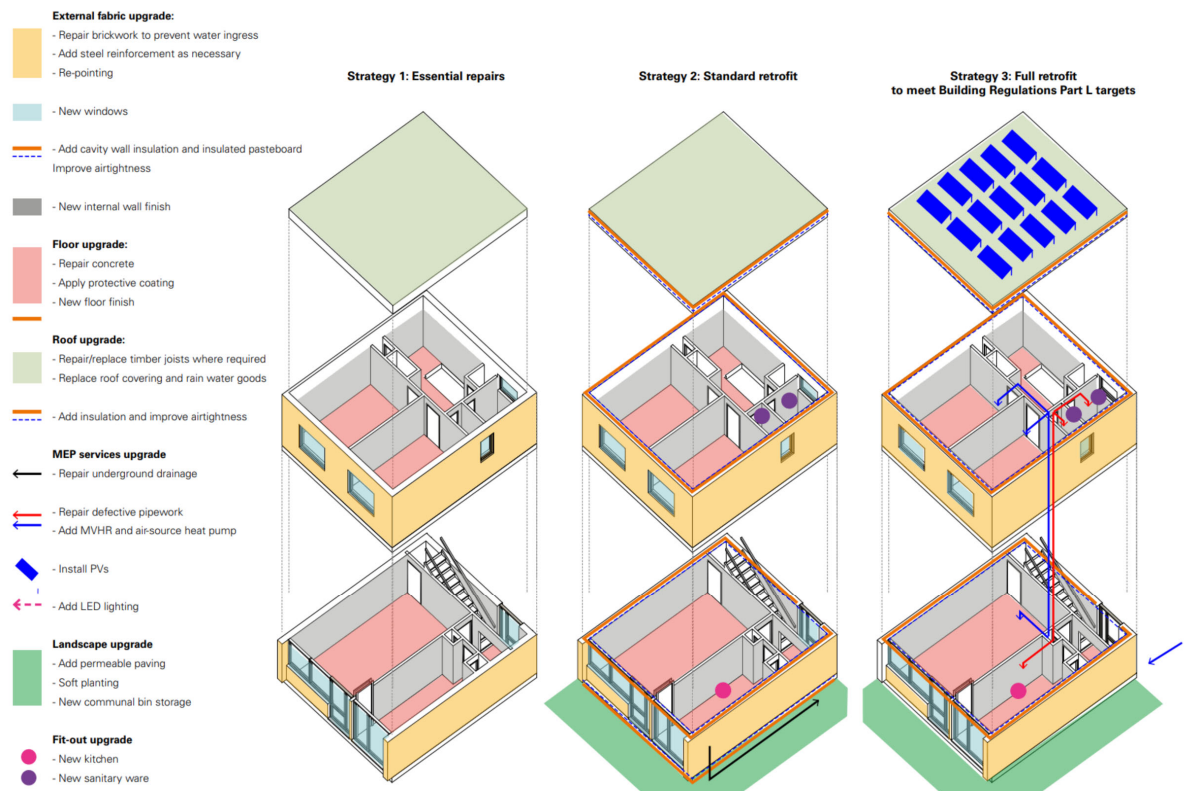 External fabric upgrade:
- Repair brickwork to prevent water ingress
- Add steel reinforcement as necessary
- Re-pointing
- New windows
- Add cavity wall insulation and insulated pasteboard
Improve airtightness
- New internal wall finish
Floor upgrade:
- Repair concrete
- Apply protective coating
- New floor finish
Roof upgrade:
- Repair/replace timber joists where required
- Replace roof covering and rain water goods
- Add insulation and improve airtightness
MEP services upgrade
- Repair underground drainage
- Repair defective pipework
- Add MVHR and air-source heat pump
- Install PVs
- Add LED lighting
Landscape upgrade
- Add permeable paving
- Soft planting
- New communal bin storage
Fit-out upgrade
- New kitchen
- New sanitary ware
Strategy 1: Essential repairs
Strategy 2: Standard retrofit
Strategy 3: Full retrofit
to meet Building Regulations Part L targets